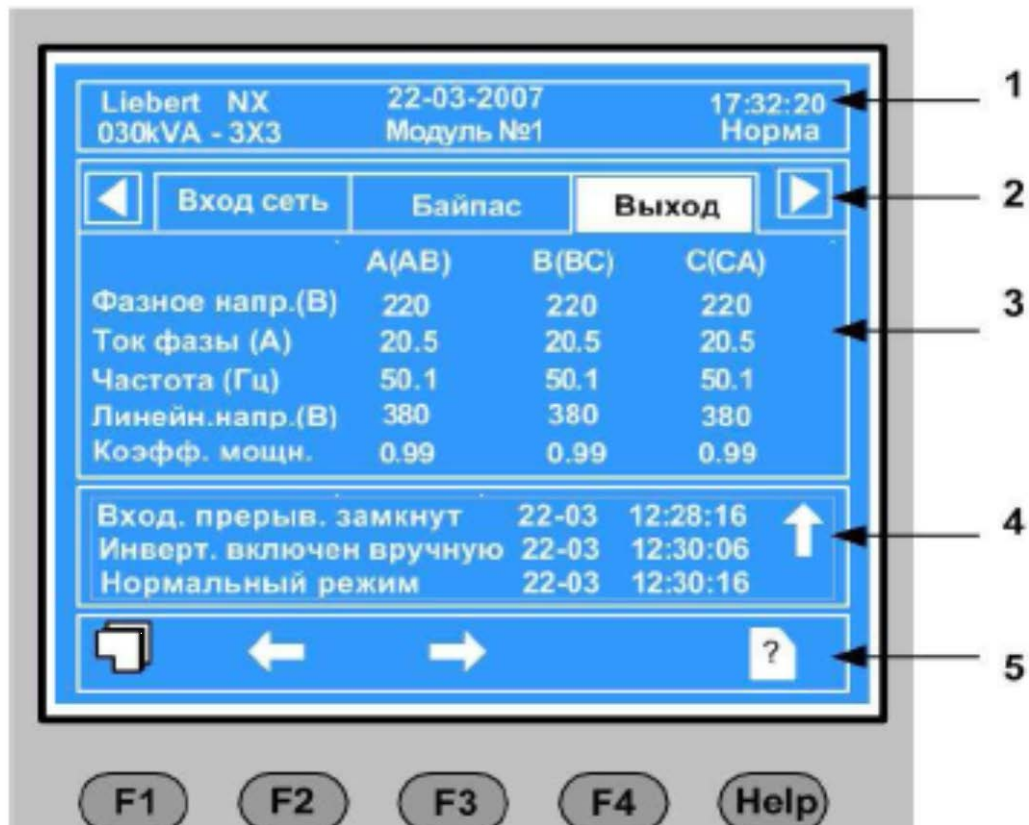 Liebert NX 22-03-2007 17:32:20
030kVA - 3X3 Модуль №1 Норма
1
Вход сеть Байпас Выход
2
A(AB) B(BC) C(CA)
Фазное напр.(В) 220 220 220
3
Ток фазы (А) 20.5 20.5 20.5
Частота (Гц) 50.1 50.1 50.1
Линейн.напр.(В) 380 380 380
Коэфф. мощн. 0.99 0.99 0.99
Вход. прерыв. замкнут 22-03 12:28:16
4
Инверт. включен вручную 22-03 12:30:06
Нормальный режим 22-03 12:30:16
?
5
F1 F2 F3 F4 Help